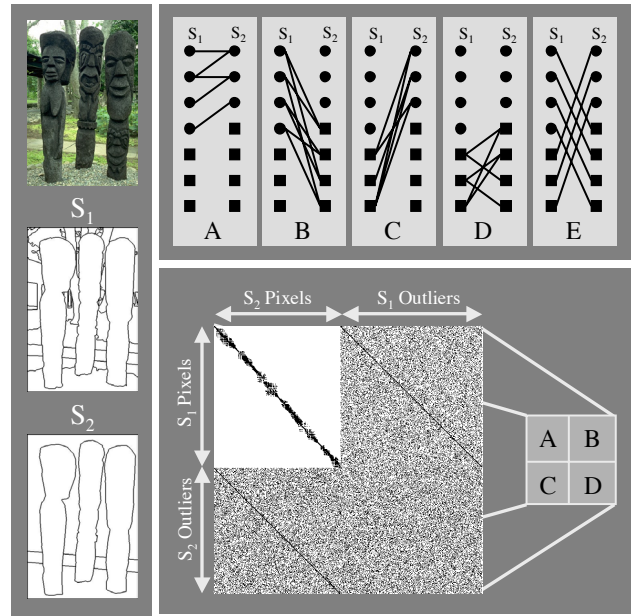 S1
S2
S1 S2
A
S1 S2
B
S1 S2
C
S1 S2
D
S1 S2
E
S2 Pixels
S1 Outliers
S1 Pixels
S2 Outliers
A B
C D